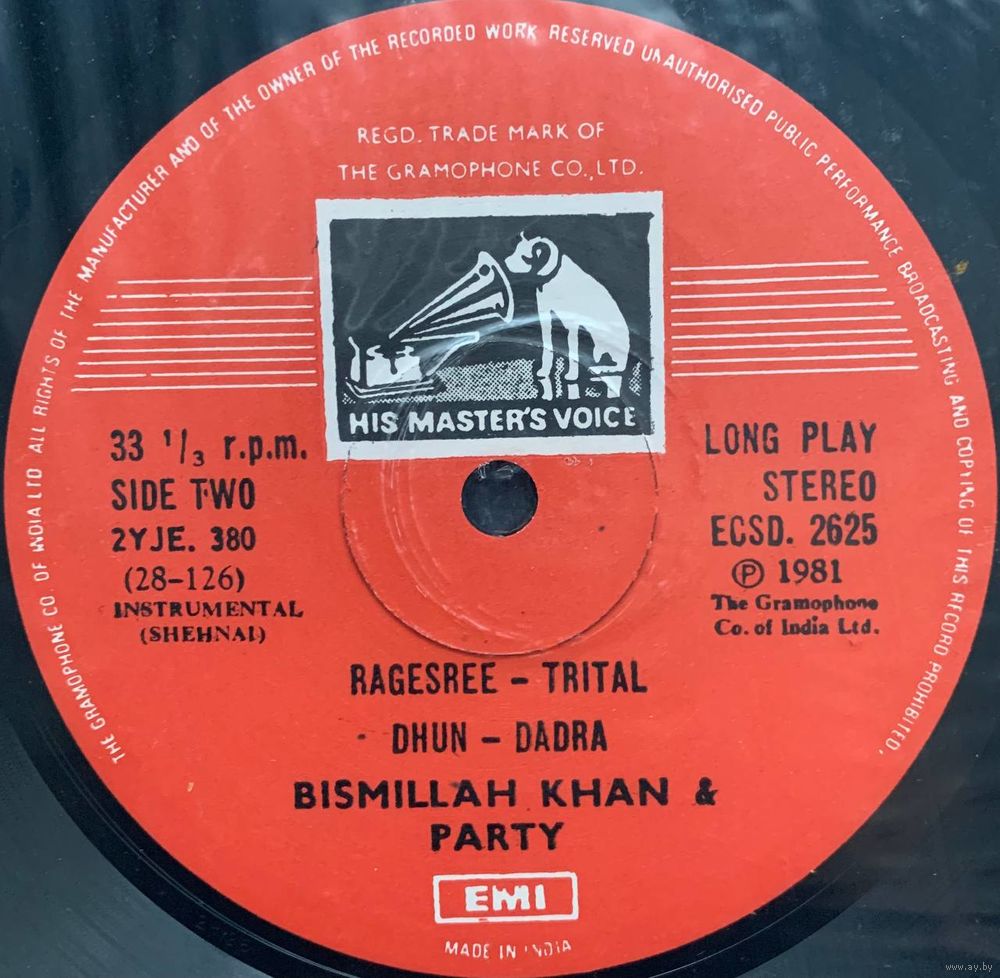 THE GRAMOPHONE CO. OF INDIA LTD ALL RIGHTS OF THE MANUFACTURER AND OF THE OWNER OF THE RECORDED WORK RESERVED UNAUTHORISED PUBLIC PERFORMANCE BROADCASTING AND COPYING OF THIS RECORD PROHIBITED.
REGD. TRADE MARK OF
THE GRAMOPHONE CO., LTD.
HIS MASTER'S VOICE
33 1/3 r.p.m.
SIDE TWO
2YJE. 380
(28-126)
INSTRUMENTAL
(SHEHNAI)
LONG PLAY
STEREO
ECSD. 2625
℗ 1981
The Gramophone
Co. of India Ltd.
RAGESREE - TRITAL
DHUN - DADRA
BISMILLAH KHAN &
PARTY
EMI
MADE IN INDIA
www.ay.by